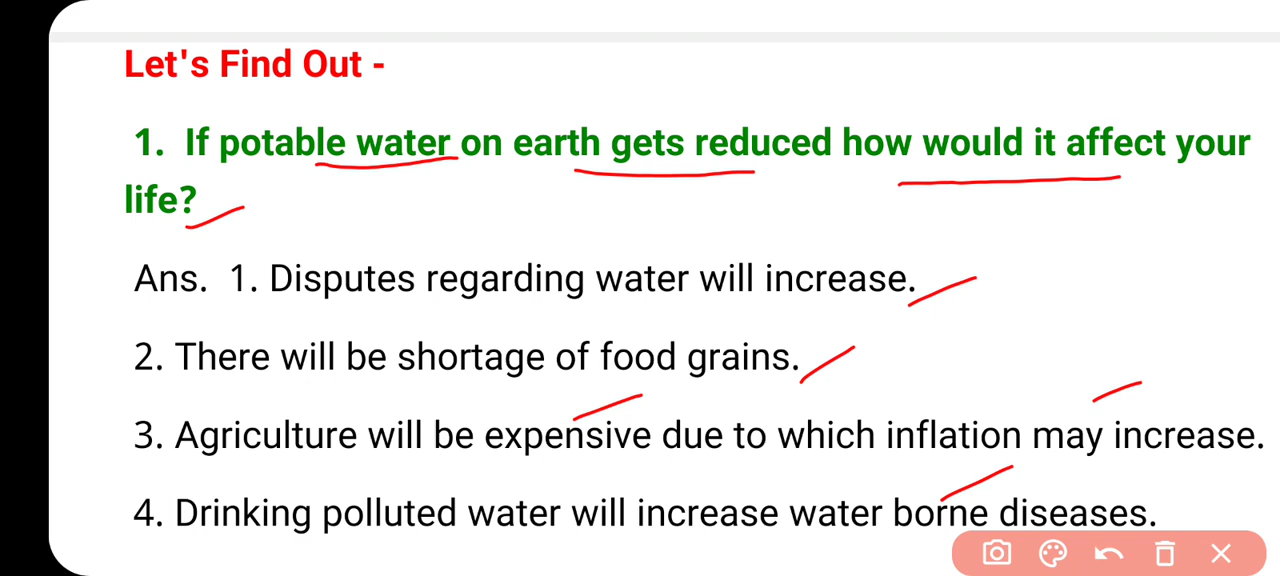 Let's Find Out -
1. If potable water on earth gets reduced how would it affect your
life?
Ans. 1. Disputes regarding water will increase.
2. There will be shortage of food grains.
3. Agriculture will be expensive due to which inflation may increase.
4. Drinking polluted water will increase water borne diseases.